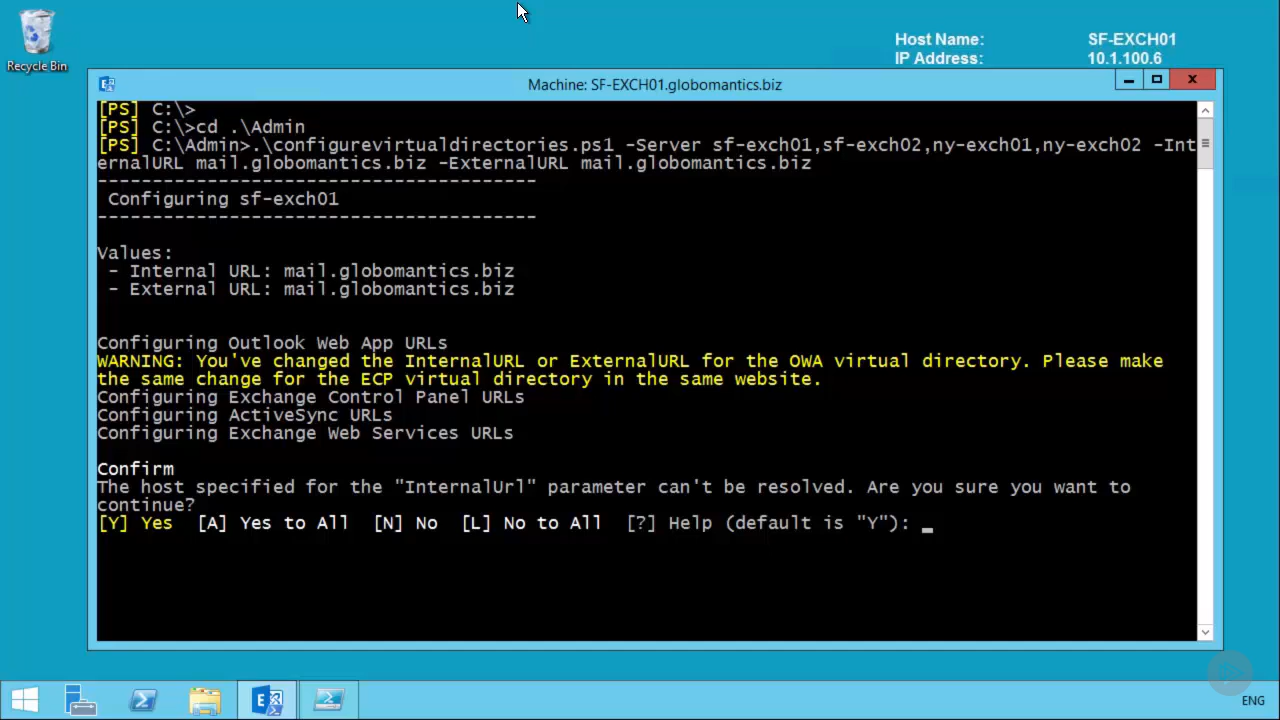 Recycle Bin
Host Name: SF-EXCH01
IP Address: 10.1.100.6
Machine: SF-EXCH01.globomantics.biz
[PS] C:\>
[PS] C:\>cd .\Admin
[PS] C:\Admin>.\configurevirtualdirectories.ps1 -Server sf-exch01,sf-exch02,ny-exch01,ny-exch02 -Int
ernalURL mail.globomantics.biz -ExternalURL mail.globomantics.biz
----------------------------------------
Configuring sf-exch01
----------------------------------------
Values:
- Internal URL: mail.globomantics.biz
- External URL: mail.globomantics.biz
Configuring Outlook Web App URLs
WARNING: You've changed the InternalURL or ExternalURL for the OWA virtual directory. Please make
the same change for the ECP virtual directory in the same website.
Configuring Exchange Control Panel URLs
Configuring ActiveSync URLs
Configuring Exchange Web Services URLs
Confirm
The host specified for the "InternalUrl" parameter can't be resolved. Are you sure you want to
continue?
[Y] Yes  [A] Yes to All  [N] No  [L] No to All  [?] Help (default is "Y"): _
ENG